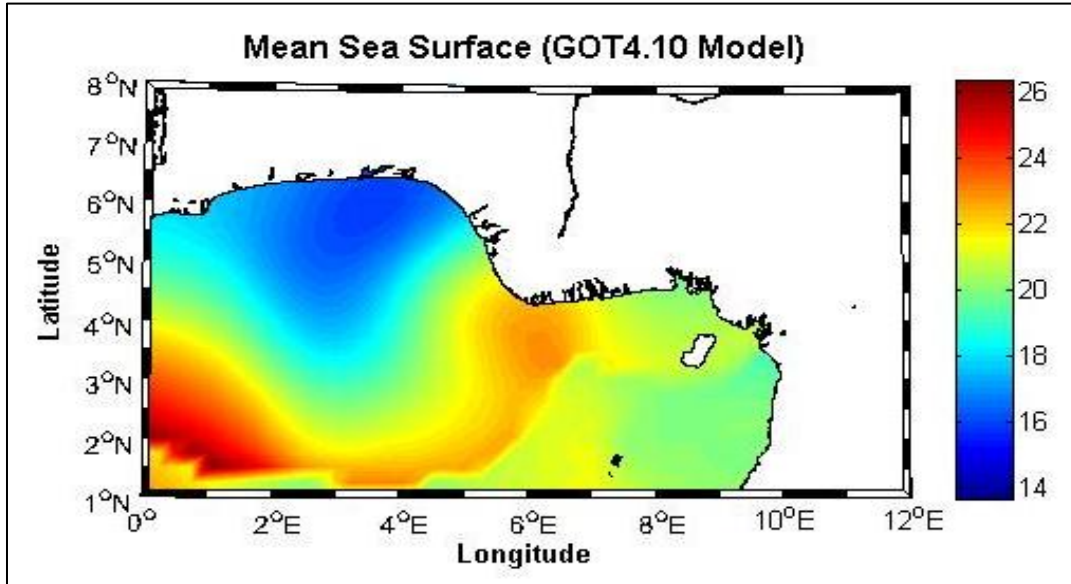 Mean Sea Surface (GOT4.10 Model)
8°N
7°N
6°N
5°N
4°N
3°N
2°N
1°N
Latitude
0°
2°E
4°E
6°E
8°E
10°E
12°E
Longitude
26
24
22
20
18
16
14